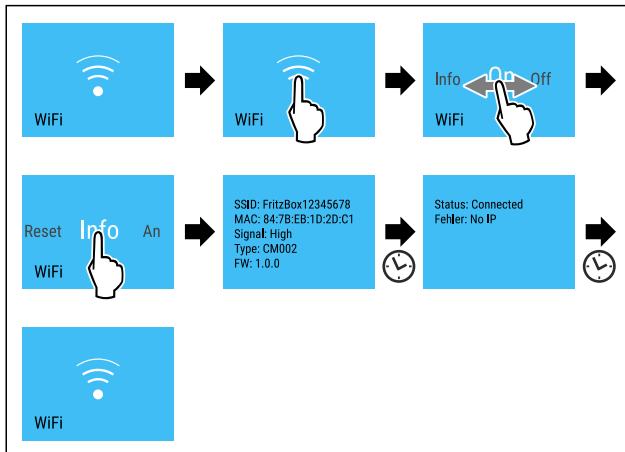 WiFi
WiFi
Info On Off
WiFi
Reset Info An
WiFi
SSID: FritzBox12345678
MAC: 84:7B:EB:1D:2D:C1
Signal: High
Type: CM002
FW: 1.0.0
Status: Connected
Fehler: No IP
WiFi